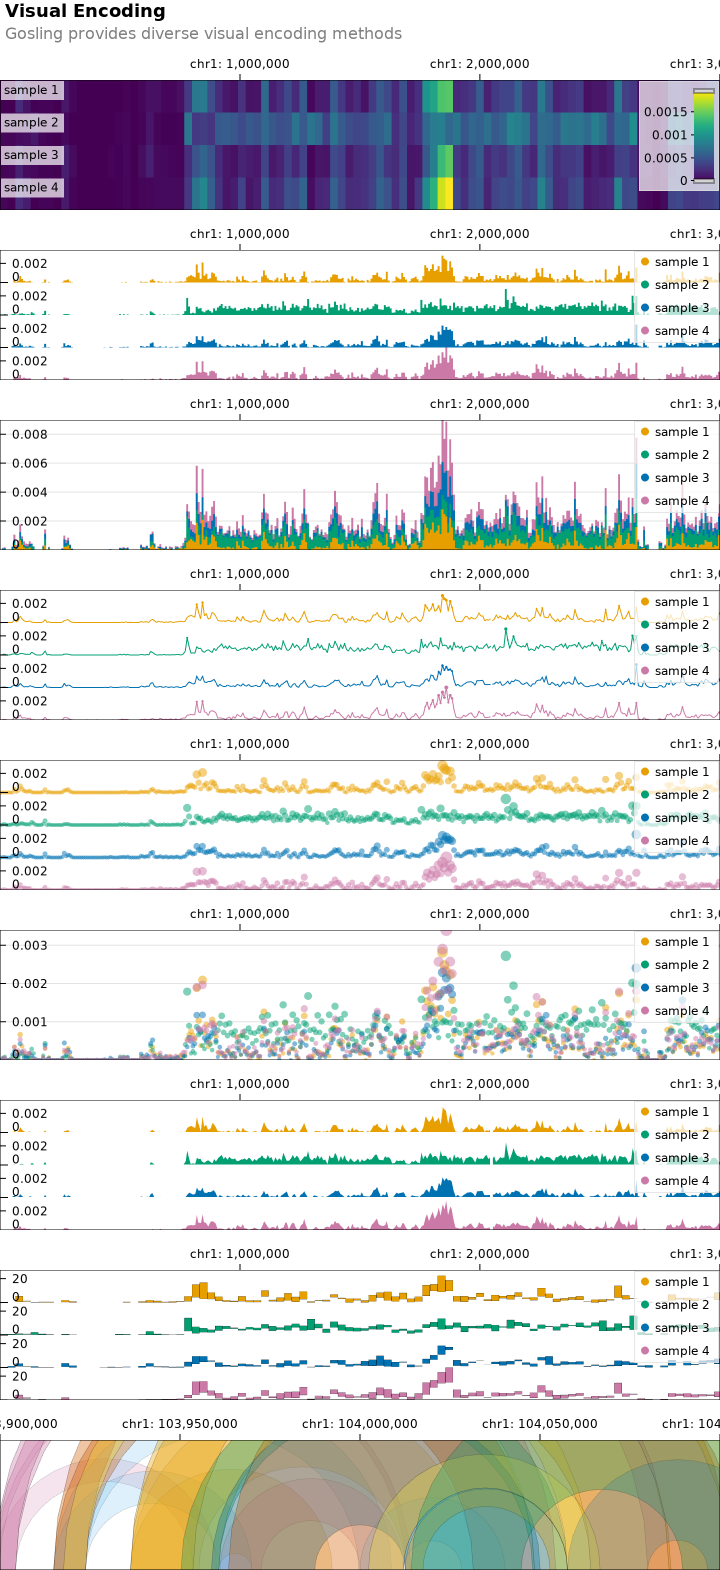 Visual Encoding
Gosling provides diverse visual encoding methods
chr1: 1,000,000 chr1: 2,000,000 chr1: 3,0
sample 1
sample 2
sample 3
sample 4
0.0015
0.001
0.0005
0
chr1: 1,000,000 chr1: 2,000,000 chr1: 3,0
0.002
0
0.002
0
0.002
0
0.002
0
sample 1
sample 2
sample 3
sample 4
chr1: 1,000,000 chr1: 2,000,000 chr1: 3,0
0.008
0.006
0.004
0.002
0
sample 1
sample 2
sample 3
sample 4
chr1: 1,000,000 chr1: 2,000,000 chr1: 3,0
0.002
0
0.002
0
0.002
0
0.002
0
sample 1
sample 2
sample 3
sample 4
chr1: 1,000,000 chr1: 2,000,000 chr1: 3,0
0.002
0
0.002
0
0.002
0
0.002
0
sample 1
sample 2
sample 3
sample 4
chr1: 1,000,000 chr1: 2,000,000 chr1: 3,0
0.003
0.002
0.001
0
sample 1
sample 2
sample 3
sample 4
chr1: 1,000,000 chr1: 2,000,000 chr1: 3,0
0.002
0
0.002
0
0.002
0
0.002
0
sample 1
sample 2
sample 3
sample 4
chr1: 1,000,000 chr1: 2,000,000 chr1: 3,0
20
0
20
0
20
0
20
0
sample 1
sample 2
sample 3
sample 4
,900,000 chr1: 103,950,000 chr1: 104,000,000 chr1: 104,050,000 chr1: 104